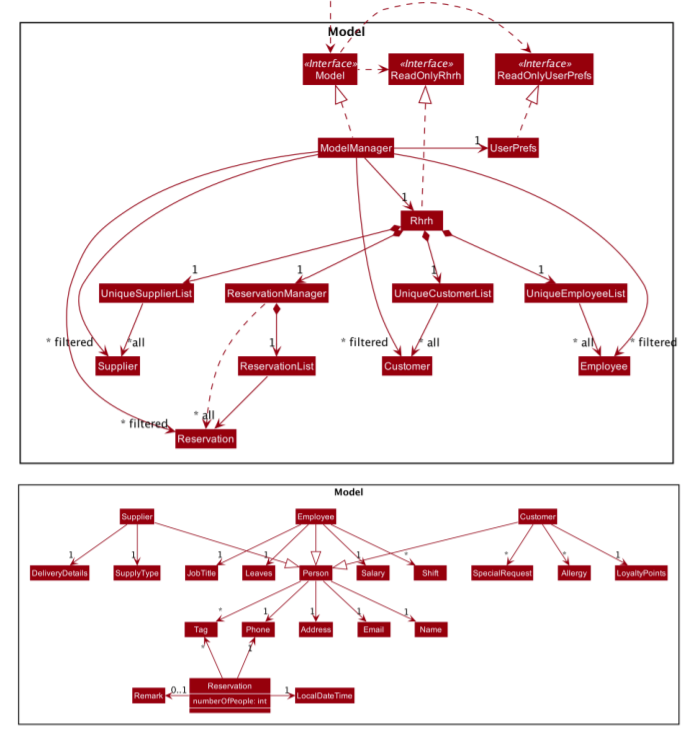 Model
«Interface»
Model
«Interface»
ReadOnlyRhrh
«Interface»
ReadOnlyUserPrefs
ModelManager
1
UserPrefs
1
Rhrh
1
1
1
1
UniqueSupplierList
ReservationManager
UniqueCustomerList
UniqueEmployeeList
* filtered
*all
1
* filtered
* all
* all
* filtered
Supplier
ReservationList
Customer
Employee
* filtered
* all
Reservation
Model
Supplier
Employee
Customer
1
1
1
1
1
*
*
*
1
DeliveryDetails
SupplyType
JobTitle
Leaves
Person
Salary
Shift
SpecialRequest
Allergy
LoyaltyPoints
*
1
1
1
1
Tag
Phone
Address
Email
Name
*
1
Remark
0..1
Reservation
numberOfPeople: int
1
LocalDateTime